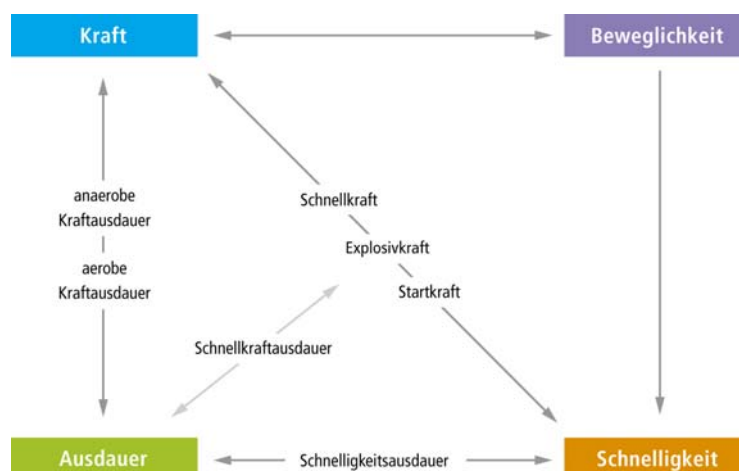 Kraft
Beweglichkeit
anaerobe
Kraftausdauer
aerobe
Kraftausdauer
Schnellkraft
Explosivkraft
Startkraft
Schnellkraftausdauer
Ausdauer
Schnelligkeitsausdauer
Schnelligkeit